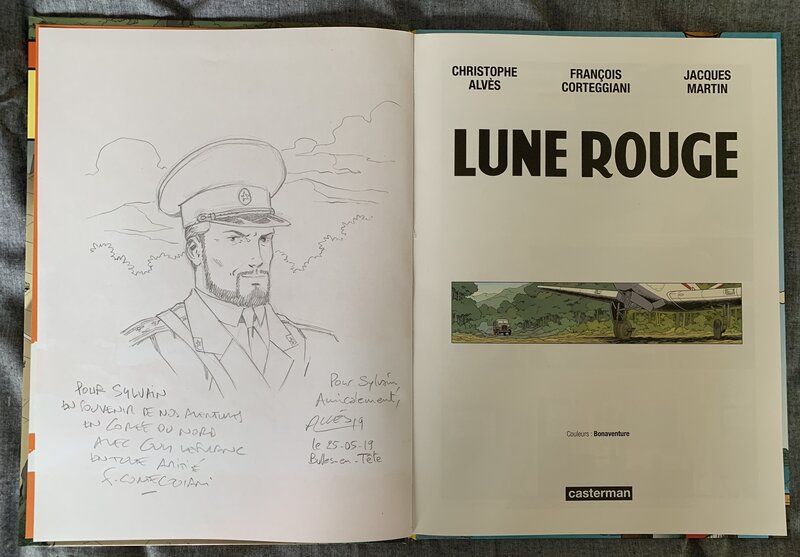 POUR SYLVAIN
EN SOUVENIR DE NOS AVENTURES
EN COREE DU NORD
AVEC GUY LEFRANC
EN TOUTE AMITIÉ
F. CORTEGGIANI
Pour Sylvain,
Amicalement,
ALVÈS 19
le 25-05-19
Bulles-en-Tête
CHRISTOPHE
ALVÈS
FRANÇOIS
CORTEGGIANI
JACQUES
MARTIN
LUNE ROUGE
Couleurs : Bonaventure
casterman